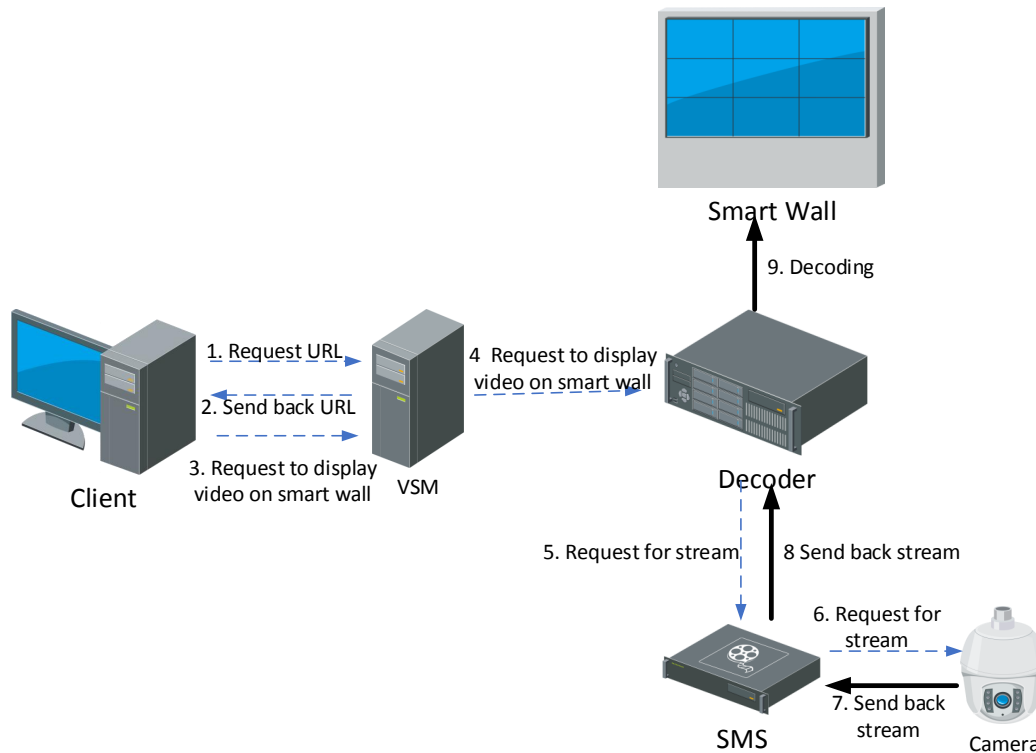 Smart Wall
9. Decoding
1. Request URL
4  Request to display
video on smart wall
2. Send back URL
3. Request to display
video on smart wall
Client
VSM
Decoder
5. Request for stream
8 Send back stream
6. Request for
stream
7. Send back
stream
SMS
Camera